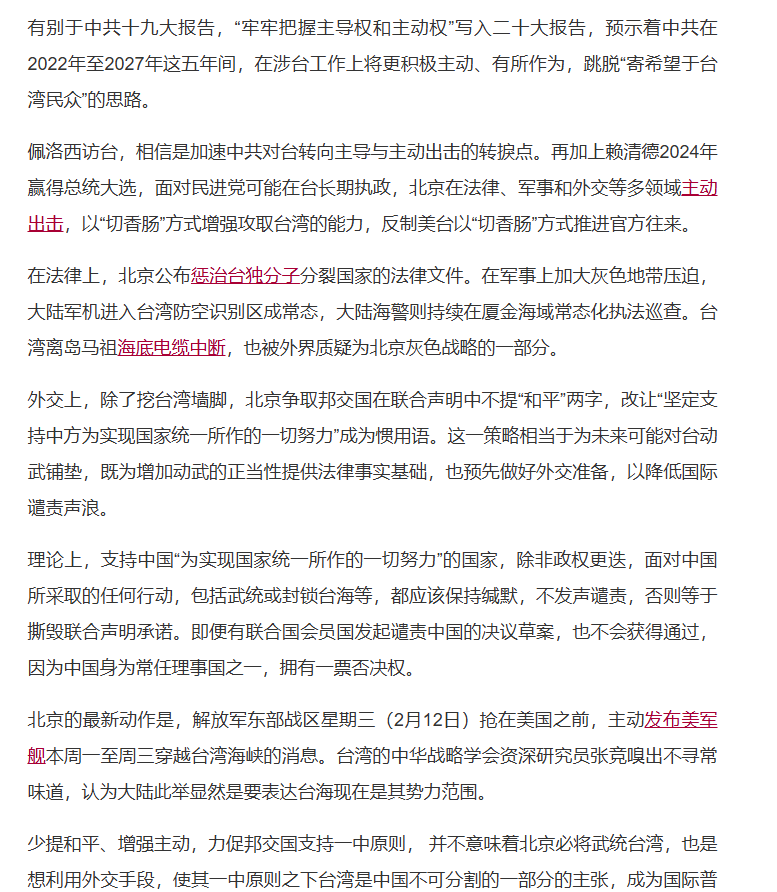 有别于中共十九大报告，“牢牢把握主导权和主动权”写入二十大报告，预示着中共在
2022年至2027年这五年间，在涉台工作上将更积极主动、有所作为，跳脱“寄希望于台
湾民众”的思路。
佩洛西访台，相信是加速中共对台转向主导与主动出击的转捩点。再加上赖清德2024年
赢得总统大选，面对民进党可能在台长期执政，北京在法律、军事和外交等多领域主动
出击，以“切香肠”方式增强攻取台湾的能力，反制美台以“切香肠”方式推进官方往来。
在法律上，北京公布惩治台独分子分裂国家的法律文件。在军事上加大灰色地带压迫，
大陆军机进入台湾防空识别区成常态，大陆海警则持续在厦金海域常态化执法巡查。台
湾离岛马祖海底电缆中断，也被外界质疑为北京灰色战略的一部分。
外交上，除了挖台湾墙脚，北京争取邦交国在联合声明中不提“和平”两字，改让“坚定支
持中方为实现国家统一所作的一切努力”成为惯用语。这一策略相当于为未来可能对台动
武铺垫，既为增加动武的正当性提供法律事实基础，也预先做好外交准备，以降低国际
谴责声浪。
理论上，支持中国“为实现国家统一所作的一切努力”的国家，除非政权更迭，面对中国
所采取的任何行动，包括武统或封锁台海等，都应该保持缄默，不发声谴责，否则等于
撕毁联合声明承诺。即便有联合国会员国发起谴责中国的决议草案，也不会获得通过，
因为中国身为常任理事国之一，拥有一票否决权。
北京的最新动作是，解放军东部战区星期三（2月12日）抢在美国之前，主动发布美军
舰本周一至周三穿越台湾海峡的消息。台湾的中华战略学会资深研究员张竞嗅出不寻常
味道，认为大陆此举显然是要表达台海现在是其势力范围。
少提和平、增强主动，力促邦交国支持一中原则， 并不意味着北京必将武统台湾，也是
想利用外交手段，使其一中原则之下台湾是中国不可分割的一部分的主张，成为国际普